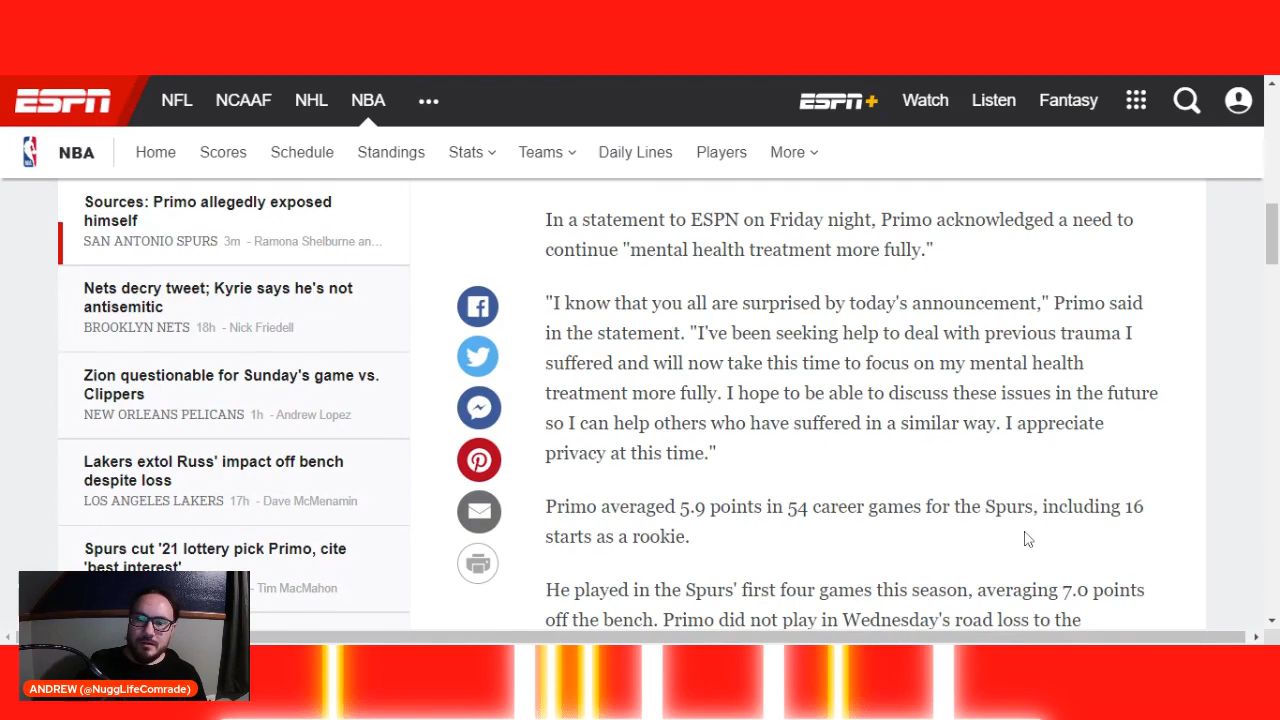 ESPN NFL NCAAF NHL NBA ••• ESPN+ Watch Listen Fantasy
NBA Home Scores Schedule Standings Stats Teams Daily Lines Players More
Sources: Primo allegedly exposed
himself
SAN ANTONIO SPURS 3m - Ramona Shelburne an...
Nets decry tweet; Kyrie says he's not
antisemitic
BROOKLYN NETS 18h - Nick Friedell
Zion questionable for Sunday's game vs.
Clippers
NEW ORLEANS PELICANS 1h - Andrew Lopez
Lakers extol Russ' impact off bench
despite loss
LOS ANGELES LAKERS 17h - Dave McMenamin
Spurs cut '21 lottery pick Primo, cite
'best interest'
- Tim MacMahon
In a statement to ESPN on Friday night, Primo acknowledged a need to
continue "mental health treatment more fully."
"I know that you all are surprised by today's announcement," Primo said
in the statement. "I've been seeking help to deal with previous trauma I
suffered and will now take this time to focus on my mental health
treatment more fully. I hope to be able to discuss these issues in the future
so I can help others who have suffered in a similar way. I appreciate
privacy at this time."
Primo averaged 5.9 points in 54 career games for the Spurs, including 16
starts as a rookie.
He played in the Spurs' first four games this season, averaging 7.0 points
off the bench. Primo did not play in Wednesday's road loss to the
ANDREW (@NuggLifeComrade)